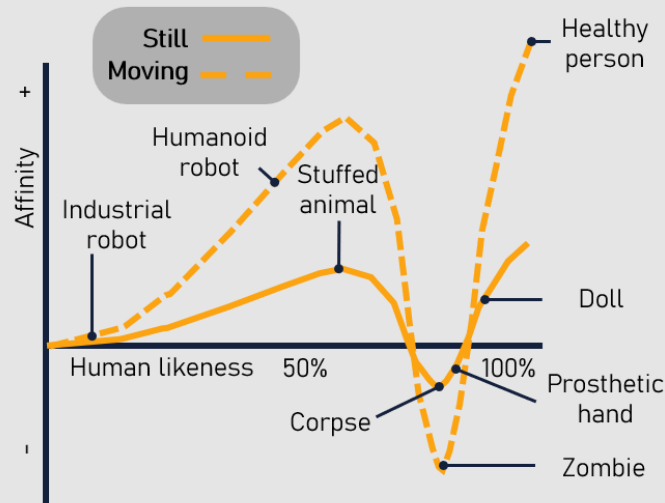 Still
Moving
Healthy
person
+
Humanoid
robot
Stuffed
animal
Affinity
Industrial
robot
Doll
Human likeness 50% 100%
Prosthetic
hand
Corpse
-
Zombie